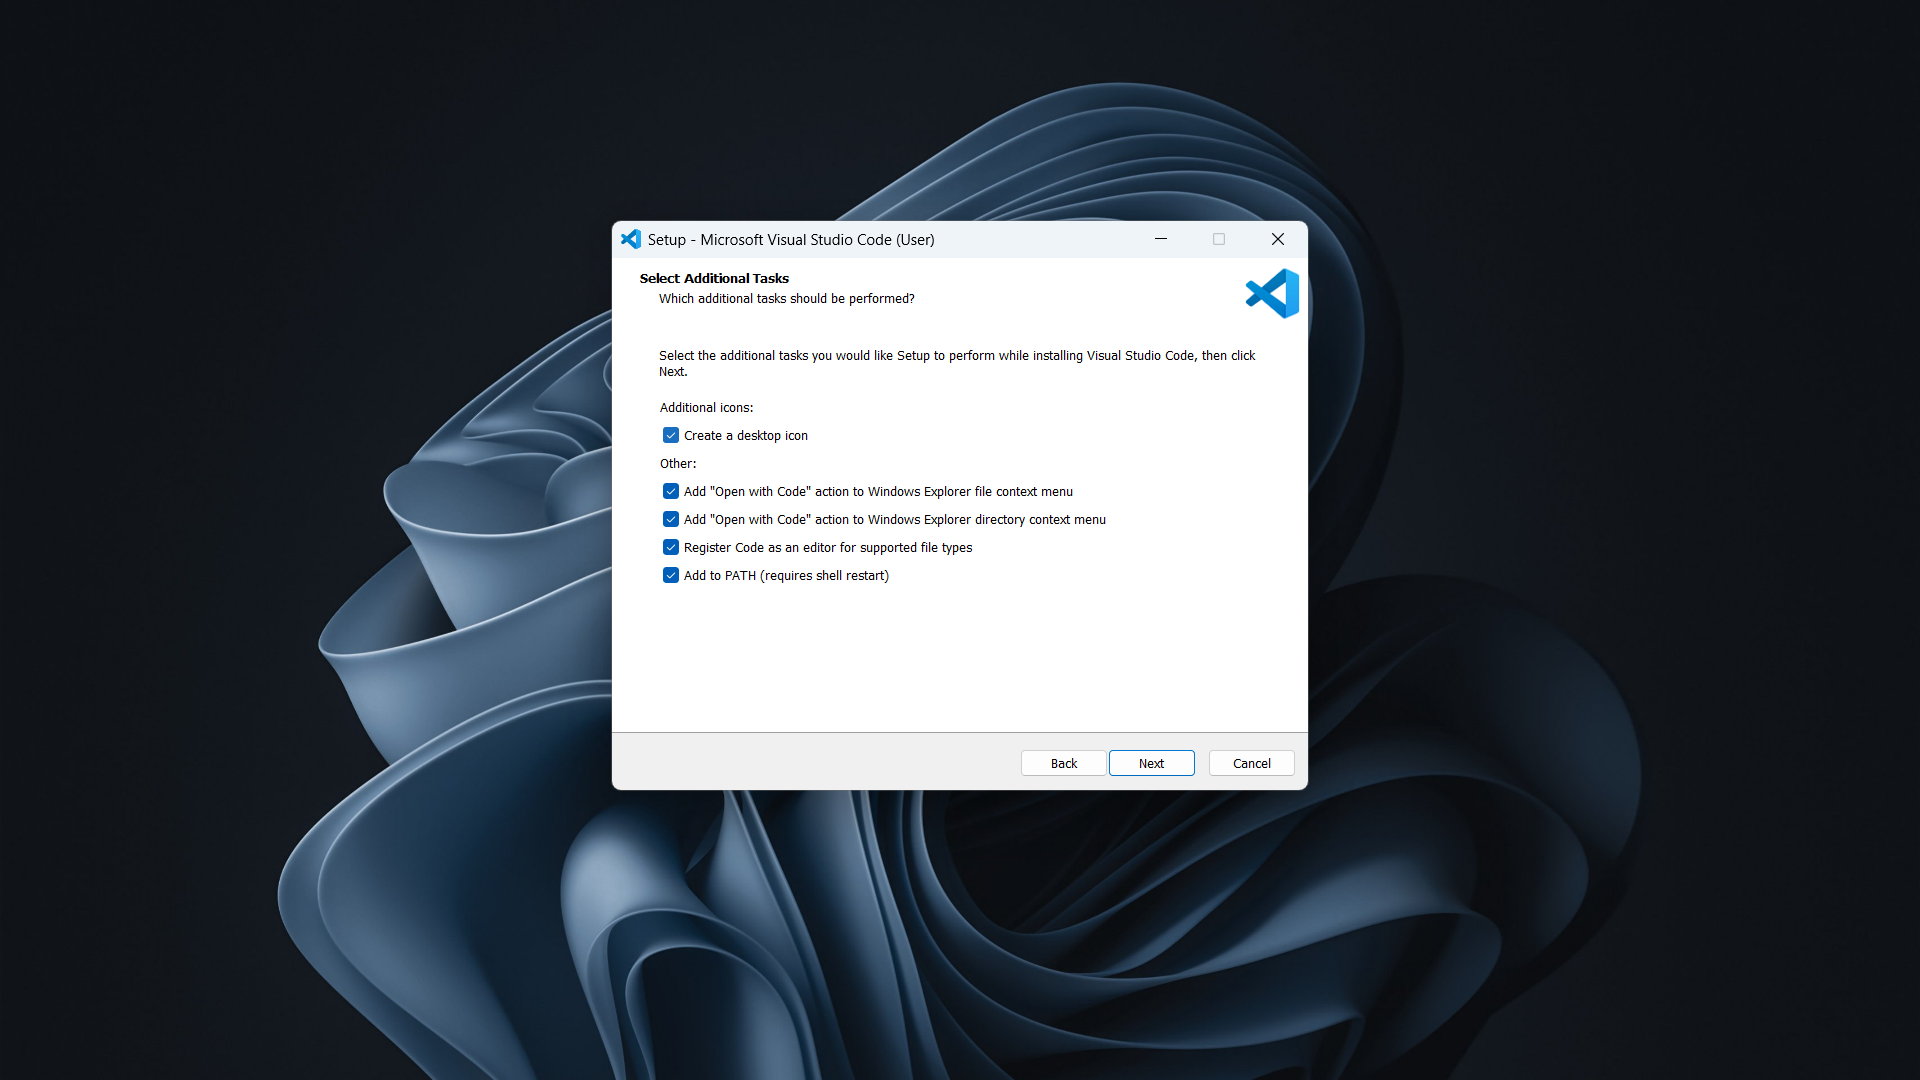 Setup - Microsoft Visual Studio Code (User)
Select Additional Tasks
Which additional tasks should be performed?
Select the additional tasks you would like Setup to perform while installing Visual Studio Code, then click
Next.
Additional icons:
Create a desktop icon
Other:
Add "Open with Code" action to Windows Explorer file context menu
Add "Open with Code" action to Windows Explorer directory context menu
Register Code as an editor for supported file types
Add to PATH (requires shell restart)
Back Next Cancel